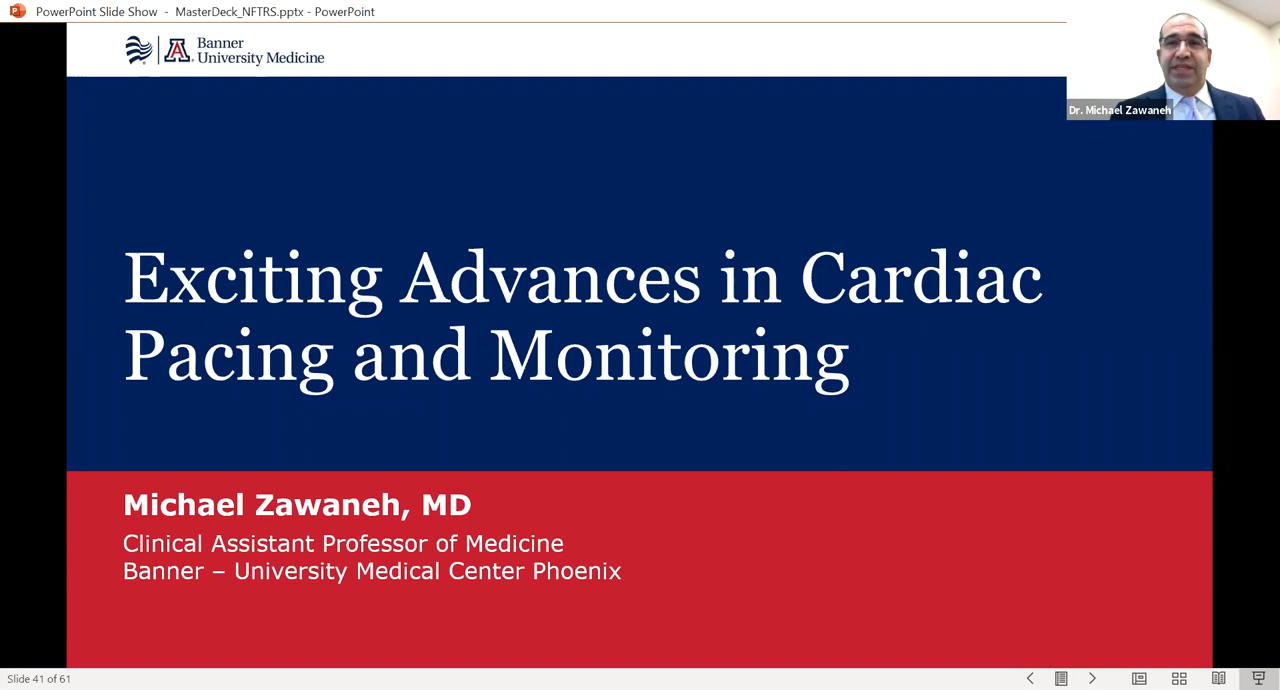 PowerPoint Slide Show - MasterDeck_NFTRS.pptx - PowerPoint
Banner
University Medicine
Dr. Michael Zawaneh
Exciting Advances in Cardiac
Pacing and Monitoring
Michael Zawaneh, MD
Clinical Assistant Professor of Medicine
Banner – University Medical Center Phoenix
Slide 41 of 61